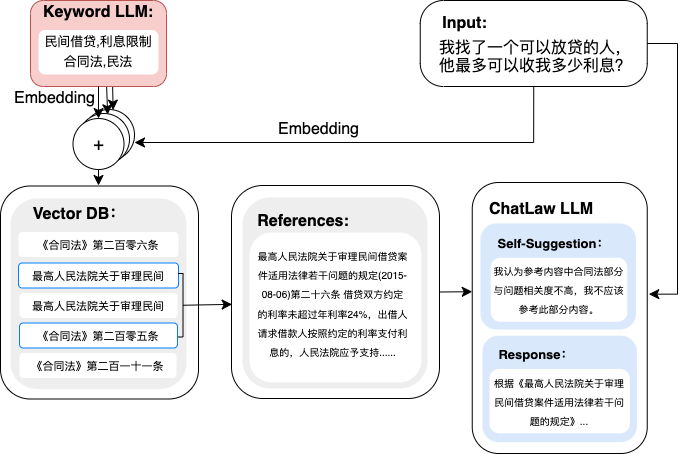 Keyword LLM:
民间借贷,利息限制
合同法,民法
Input:
我找了一个可以放贷的人,
他最多可以收我多少利息?
Embedding
Embedding
+
Vector DB：
《合同法》第二百零六条
最高人民法院关于审理民间
最高人民法院关于审理民间
《合同法》第二百零五条
《合同法》第二百一十一条
References:
最高人民法院关于审理民间借贷案
件适用法律若干问题的规定(2015-
08-06)第二十六条 借贷双方约定
的利率未超过年利率24%，出借人
请求借款人按照约定的利率支付利
息的，人民法院应予支持......
ChatLaw LLM
Self-Suggestion：
我认为参考内容中合同法部分
与问题相关度不高，我不应该
参考此部分内容。
Response：
根据《最高人民法院关于审理
民间借贷案件适用法律若干问
题的规定》...